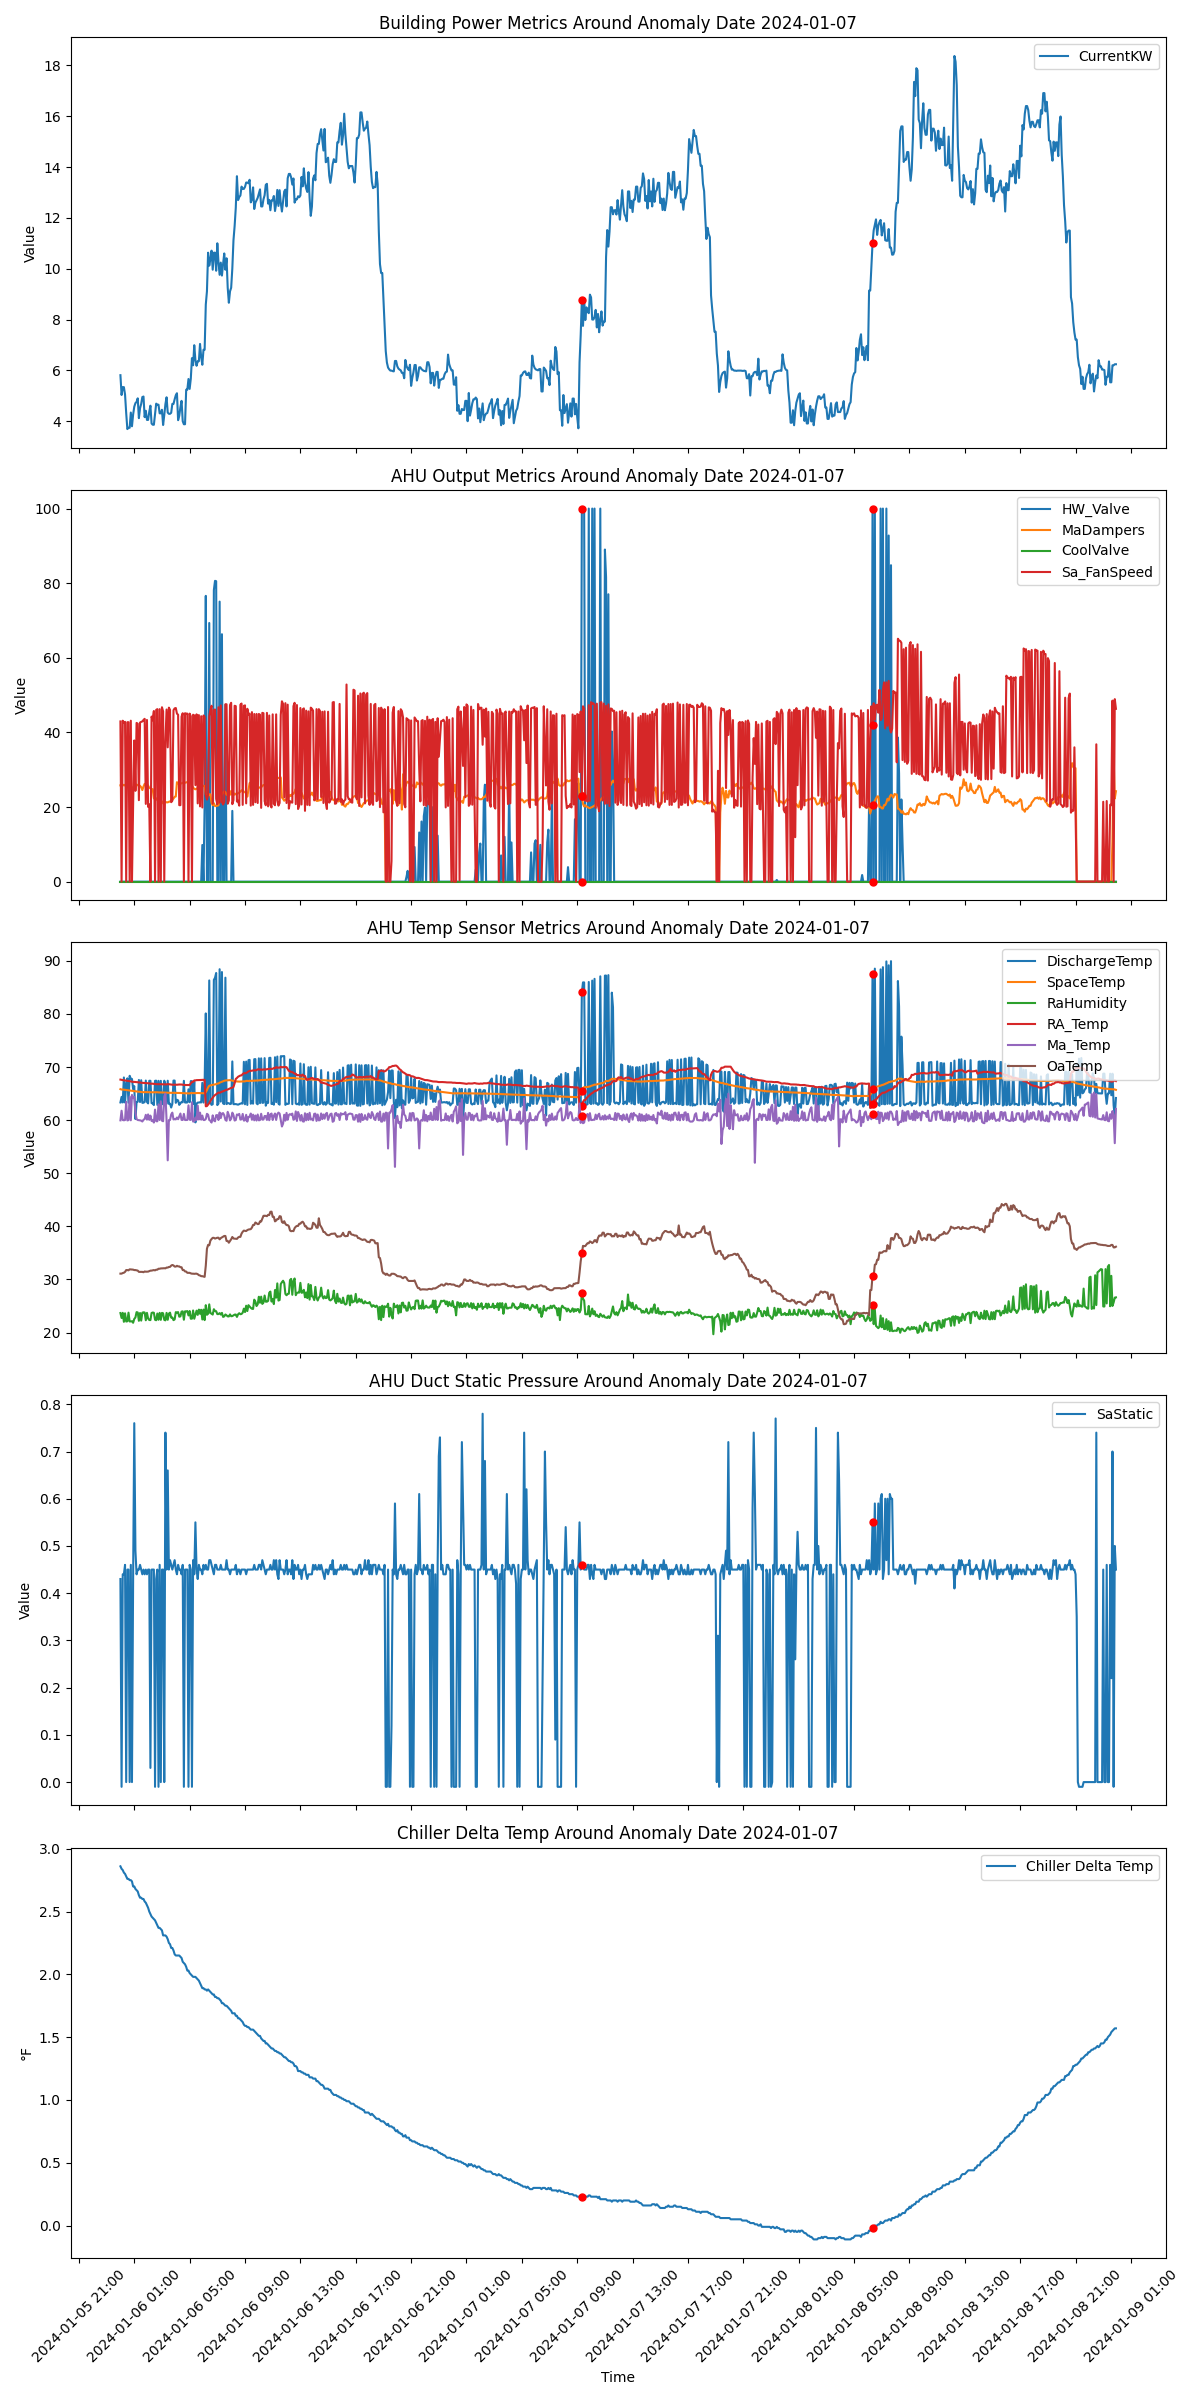 Building Power Metrics Around Anomaly Date 2024-01-07
CurrentKW
18
16
14
12
10
8
6
4
Value
AHU Output Metrics Around Anomaly Date 2024-01-07
HW_Valve
MaDampers
CoolValve
Sa_FanSpeed
100
80
60
40
20
0
Value
AHU Temp Sensor Metrics Around Anomaly Date 2024-01-07
DischargeTemp
SpaceTemp
RaHumidity
RA_Temp
Ma_Temp
OaTemp
90
80
70
60
50
40
30
20
Value
AHU Duct Static Pressure Around Anomaly Date 2024-01-07
SaStatic
0.8
0.7
0.6
0.5
0.4
0.3
0.2
0.1
0.0
Value
Chiller Delta Temp Around Anomaly Date 2024-01-07
Chiller Delta Temp
3.0
2.5
2.0
1.5
1.0
0.5
0.0
°F
2024-01-05 21:00
2024-01-06 01:00
2024-01-06 05:00
2024-01-06 09:00
2024-01-06 13:00
2024-01-06 17:00
2024-01-06 21:00
2024-01-07 01:00
2024-01-07 05:00
2024-01-07 09:00
2024-01-07 13:00
2024-01-07 17:00
2024-01-07 21:00
2024-01-08 01:00
2024-01-08 05:00
2024-01-08 09:00
2024-01-08 13:00
2024-01-08 17:00
2024-01-08 21:00
2024-01-09 01:00
Time